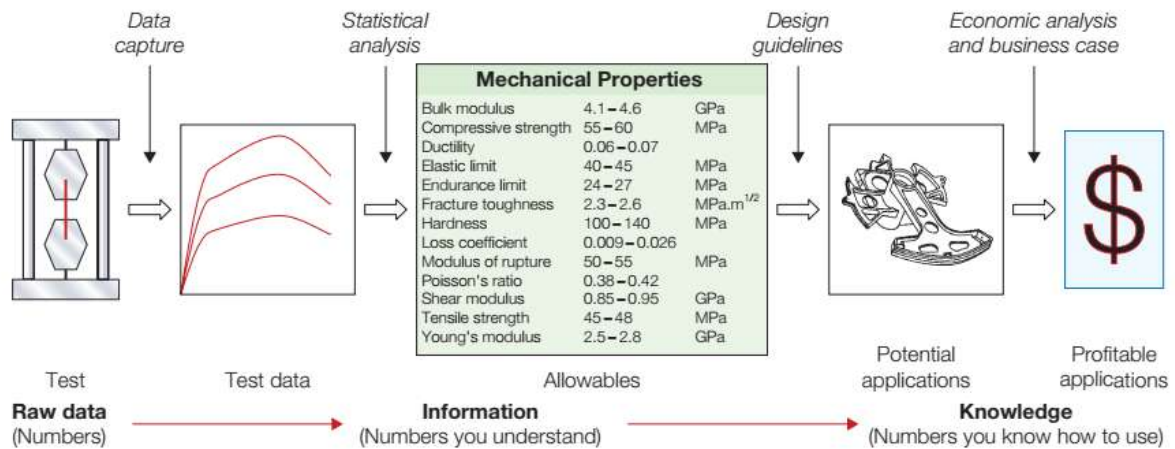 Data
capture
Statistical
analysis
Design
guidelines
Economic analysis
and business case
Mechanical Properties
Bulk modulus 4.1–4.6 GPa
Compressive strength 55–60 MPa
Ductility 0.06–0.07
Elastic limit 40–45 MPa
Endurance limit 24–27 MPa
Fracture toughness 2.3–2.6 MPa.m1/2
Hardness 100–140 MPa
Loss coefficient 0.009–0.026
Modulus of rupture 50–55 MPa
Poisson's ratio 0.38–0.42
Shear modulus 0.85–0.95 GPa
Tensile strength 45–48 MPa
Young's modulus 2.5–2.8 GPa
$
Test
Test data
Allowables
Potential
applications
Profitable
applications
Raw data
(Numbers)
Information
(Numbers you understand)
Knowledge
(Numbers you know how to use)